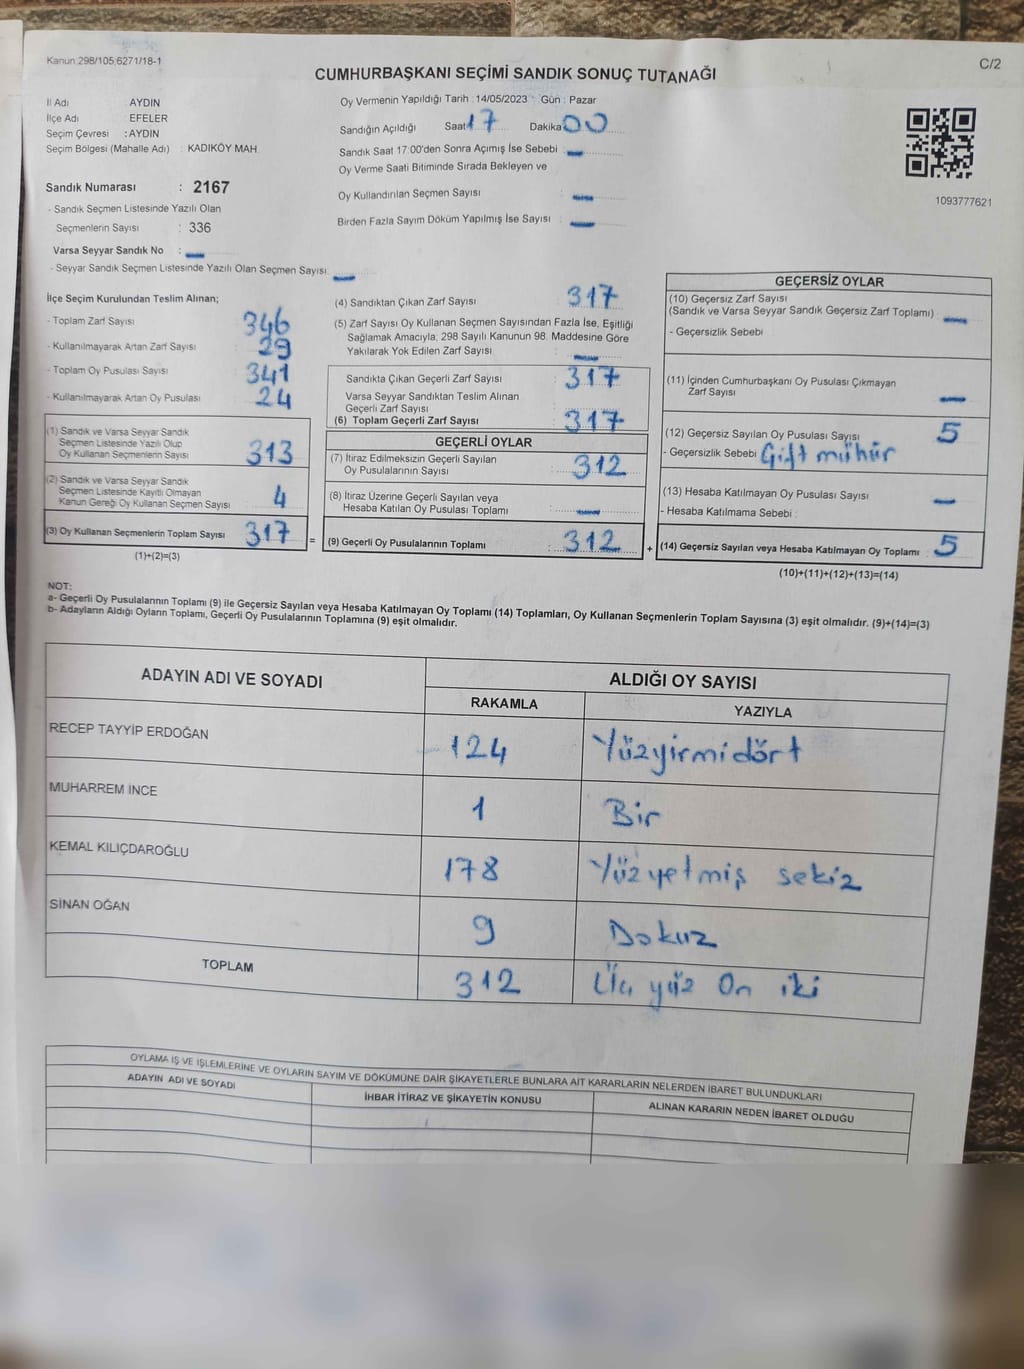 Kanun:298/105,6271/18-1
C/2
CUMHURBAŞKANI SEÇİMİ SANDIK SONUÇ TUTANAĞI
İl Adı AYDIN
İlçe Adı EFELER
Seçim Çevresi :AYDIN
Seçim Bölgesi (Mahalle Adı) : KADIKÖY MAH.
Sandık Numarası : 2167
- Sandık Seçmen Listesinde Yazılı Olan
Seçmenlerin Sayısı : 336
Varsa Seyyar Sandık No : -
- Seyyar Sandık Seçmen Listesinde Yazılı Olan Seçmen Sayısı: -
Oy Vermenin Yapıldığı Tarih : 14/05/2023 Gün : Pazar
Sandığın Açıldığı Saat 17 Dakika 00
Sandık Saat 17:00'den Sonra Açımış İse Sebebi : -
Oy Verme Saati Bitiminde Sırada Bekleyen ve
Oy Kullandırılan Seçmen Sayısı : -
Birden Fazla Sayım Döküm Yapılmış İse Sayısı : -
1093777621
İlçe Seçim Kurulundan Teslim Alınan;
- Toplam Zarf Sayısı 346
- Kullanılmayarak Artan Zarf Sayısı 29
- Toplam Oy Pusulası Sayısı 341
- Kullanılmayarak Artan Oy Pusulası 24
(1) Sandık ve Varsa Seyyar Sandık
Seçmen Listesinde Yazılı Olup
Oy Kullanan Seçmenlerin Sayısı 313
(2) Sandık ve Varsa Seyyar Sandık
Seçmen Listesinde Kayıtlı Olmayan
Kanun Gereği Oy Kullanan Seçmen Sayısı 4
(3) Oy Kullanan Seçmenlerin Toplam Sayısı 317
(1)+(2)=(3)
(4) Sandıktan Çıkan Zarf Sayısı 317
(5) Zarf Sayısı Oy Kullanan Seçmen Sayısından Fazla İse, Eşitliği
Sağlamak Amacıyla, 298 Sayılı Kanunun 98. Maddesine Göre
Yakılarak Yok Edilen Zarf Sayısı : -
Sandıkta Çıkan Geçerli Zarf Sayısı : 317
Varsa Seyyar Sandıktan Teslim Alınan
Geçerli Zarf Sayısı :
(6) Toplam Geçerli Zarf Sayısı : 317
GEÇERLİ OYLAR
(7) İtiraz Edilmeksizin Geçerli Sayılan
Oy Pusulalarının Sayısı : 312
(8) İtiraz Üzerine Geçerli Sayılan veya
Hesaba Katılan Oy Pusulası Toplamı : -
= (9) Geçerli Oy Pusulalarının Toplamı : 312
GEÇERSİZ OYLAR
(10) Geçersiz Zarf Sayısı
(Sandık ve Varsa Seyyar Sandık Geçersiz Zarf Toplamı) : -
- Geçersizlik Sebebi :
(11) İçinden Cumhurbaşkanı Oy Pusulası Çıkmayan
Zarf Sayısı : -
(12) Geçersiz Sayılan Oy Pusulası Sayısı : 5
- Geçersizlik Sebebi : Çift mühür
(13) Hesaba Katılmayan Oy Pusulası Sayısı : -
- Hesaba Katılmama Sebebi :
+ (14) Geçersiz Sayılan veya Hesaba Katılmayan Oy Toplamı : 5
(10)+(11)+(12)+(13)=(14)
NOT:
a- Geçerli Oy Pusulalarının Toplamı (9) ile Geçersiz Sayılan veya Hesaba Katılmayan Oy Toplamı (14) Toplamları, Oy Kullanan Seçmenlerin Toplam Sayısına (3) eşit olmalıdır. (9)+(14)=(3)
b- Adayların Aldığı Oyların Toplamı, Geçerli Oy Pusulalarının Toplamına (9) eşit olmalıdır.
ADAYIN ADI VE SOYADI ALDIĞI OY SAYISI
RAKAMLA YAZIYLA
RECEP TAYYİP ERDOĞAN 124 Yüzyirmidört
MUHARREM İNCE 1 Bir
KEMAL KILIÇDAROĞLU 178 Yüzyetmiş sekiz
SİNAN OĞAN 9 Dokuz
TOPLAM 312 Üç yüz On iki
OYLAMA İŞ VE İŞLEMLERİNE VE OYLARIN SAYIM VE DÖKÜMÜNE DAİR ŞİKAYETLERLE BUNLARA AİT KARARLARIN NELERDEN İBARET BULUNDUKLARI
ADAYIN ADI VE SOYADI İHBAR İTİRAZ VE ŞİKAYETİN KONUSU ALINAN KARARIN NEDEN İBARET OLDUĞU